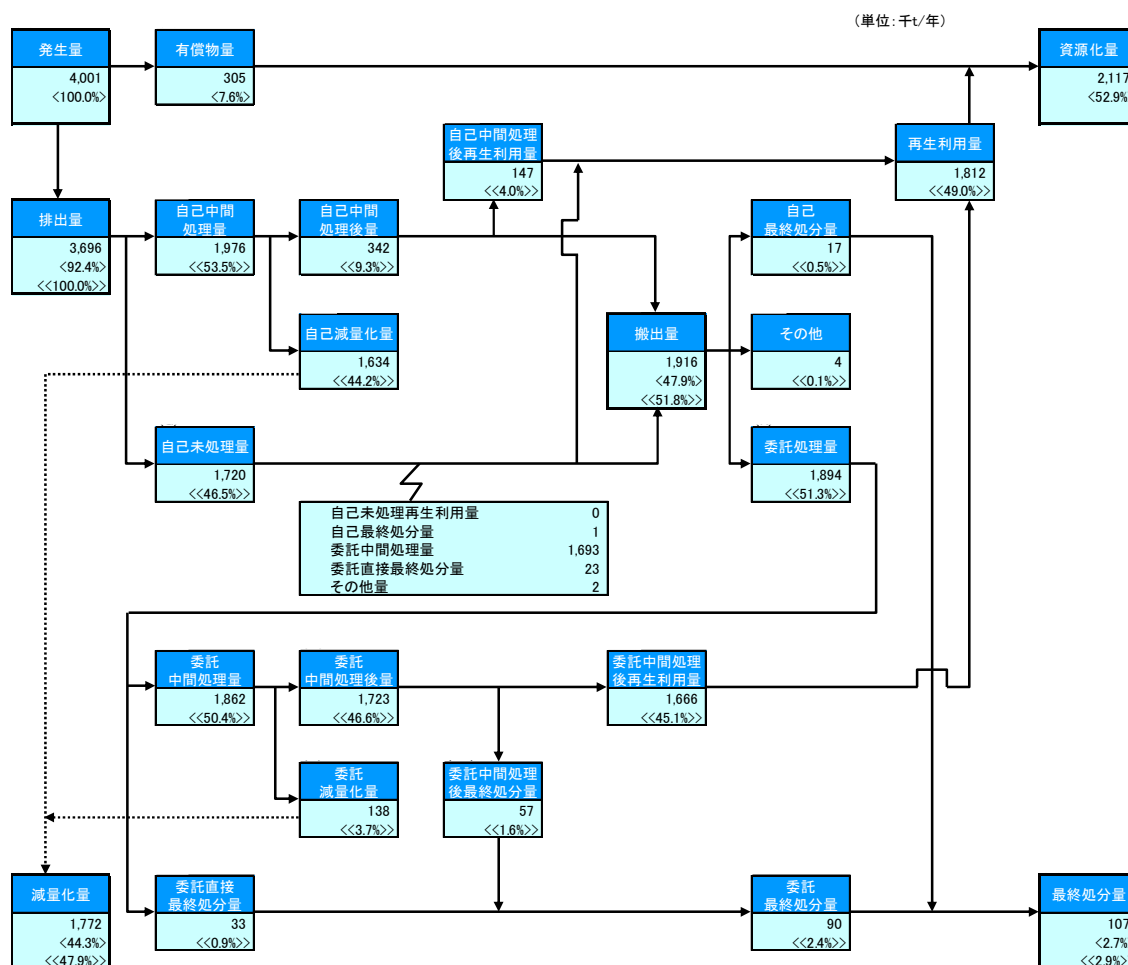 （単位：千t/年）
発生量
4,001
<100.0%>
有償物量
305
<7.6%>
資源化量
2,117
<52.9%
自己中間処理
後再生利用量
147
<<4.0%>>
再生利用量
1,812
<<49.0%>>
排出量
3,696
<92.4%>
<<100.0%>>
自己中間
処理量
1,976
<<53.5%>>
自己中間
処理後量
342
<<9.3%>>
自己
最終処分量
17
<<0.5%>>
自己減量化量
1,634
<<44.2%>>
搬出量
1,916
<47.9%>
<<51.8%>>
その他
4
<<0.1%>>
自己未処理量
1,720
<<46.5%>>
委託処理量
1,894
<<51.3%>>
自己未処理再生利用量 0
自己最終処分量 1
委託中間処理量 1,693
委託直接最終処分量 23
その他量 2
委託
中間処理量
1,862
<<50.4%>>
委託
中間処理後量
1,723
<<46.6%>>
委託中間処理
後再生利用量
1,666
<<45.1%>>
委託
減量化量
138
<<3.7%>>
委託中間処理
後最終処分量
57
<<1.6%>>
減量化量
1,772
<44.3%>
<<47.9%>>
委託直接
最終処分量
33
<<0.9%>>
委託
最終処分量
90
<<2.4%>>
最終処分量
107
<2.7%
<<2.9%>